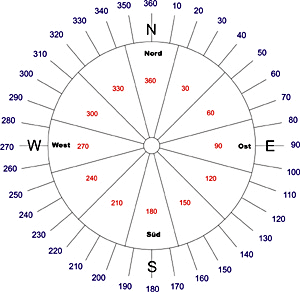 350 360 10
340 20
330 30
320 N 40
310 Nord 50
300 330 360 30 60
290 70
280 300 60 80
270 W West 270 90 Ost E 90
260 100
250 240 120 110
240 210 180 150 120
230 Süd 130
220 S 140
210 150
200 160
190 180 170